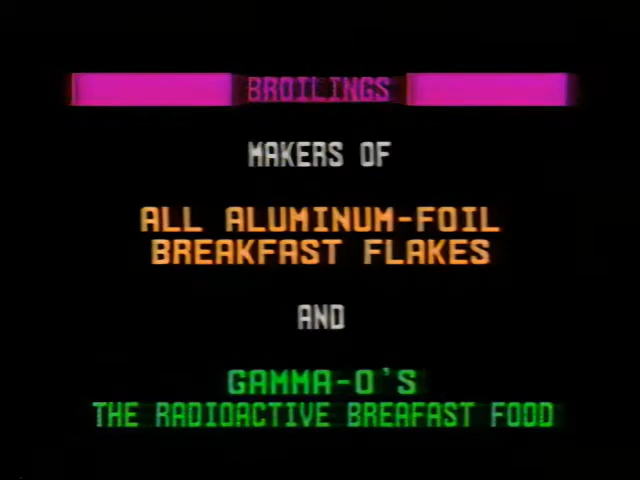 BROILINGS
MAKERS OF
ALL ALUMINUM-FOIL
BREAKFAST FLAKES
AND
GAMMA-O'S
THE RADIOACTIVE BREAFAST FOOD